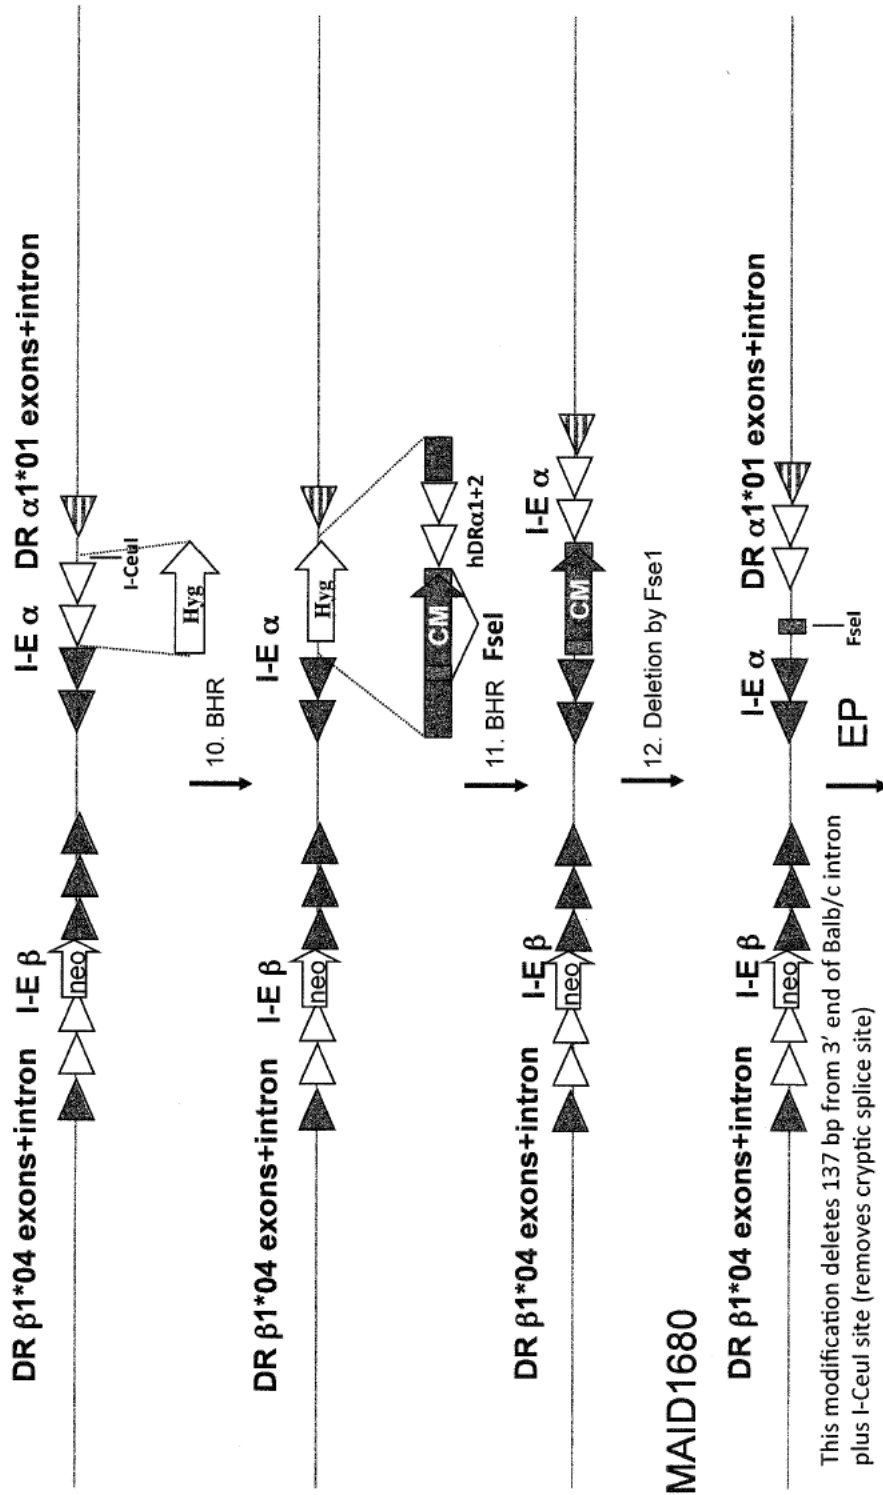 DR β1*04 exons+intron
I-E β
neo
I-E α
DR α1*01 exons+intron
I-CeuI
Hyg
10. BHR
DR β1*04 exons+intron
I-E β
neo
I-E α
Hyg
CM
hDRα1+2
FseI
11. BHR
DR β1*04 exons+intron
I-E β
neo
CM
I-E α
12. Deletion by Fse1
MAID1680
DR β1*04 exons+intron
I-E β
neo
I-E α
DR α1*01 exons+intron
FseI
EP
This modification deletes 137 bp from 3' end of Balb/c intron
plus I-CeuI site (removes cryptic splice site)